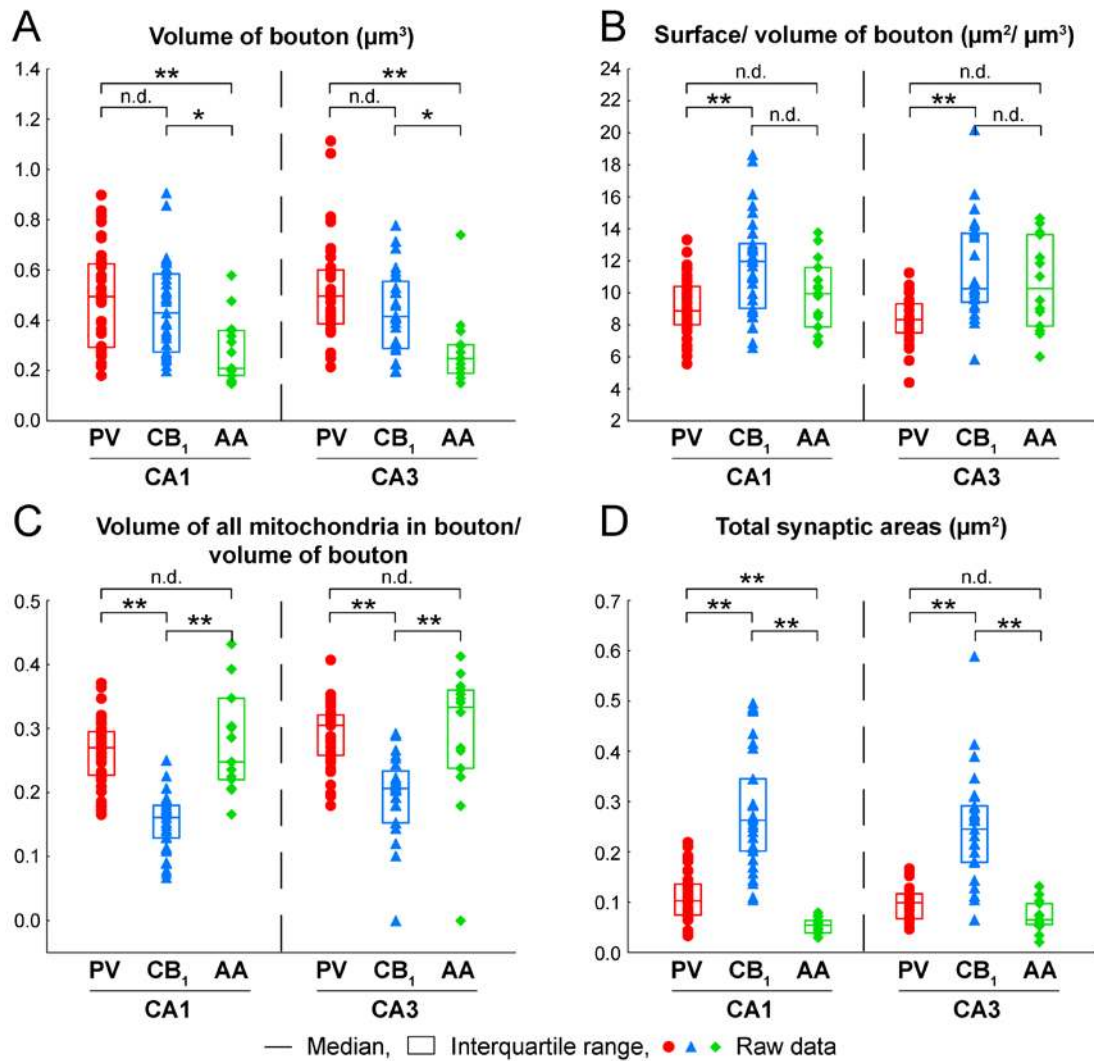 A
Volume of bouton (µm³)
1.4
1.2
1.0
0.8
0.6
0.4
0.2
0.0
**
n.d.
*
**
n.d.
*
PV CB₁ AA PV CB₁ AA
CA1 CA3
B
Surface/ volume of bouton (µm²/ µm³)
24
22
20
18
16
14
12
10
8
6
4
2
n.d.
**
n.d.
n.d.
**
n.d.
PV CB₁ AA PV CB₁ AA
CA1 CA3
C
Volume of all mitochondria in bouton/
volume of bouton
0.5
0.4
0.3
0.2
0.1
0.0
n.d.
**
**
n.d.
**
**
PV CB₁ AA PV CB₁ AA
CA1 CA3
D
Total synaptic areas (µm²)
0.7
0.6
0.5
0.4
0.3
0.2
0.1
0.0
**
**
**
n.d.
**
**
PV CB₁ AA PV CB₁ AA
CA1 CA3
Median, Interquartile range, Raw data